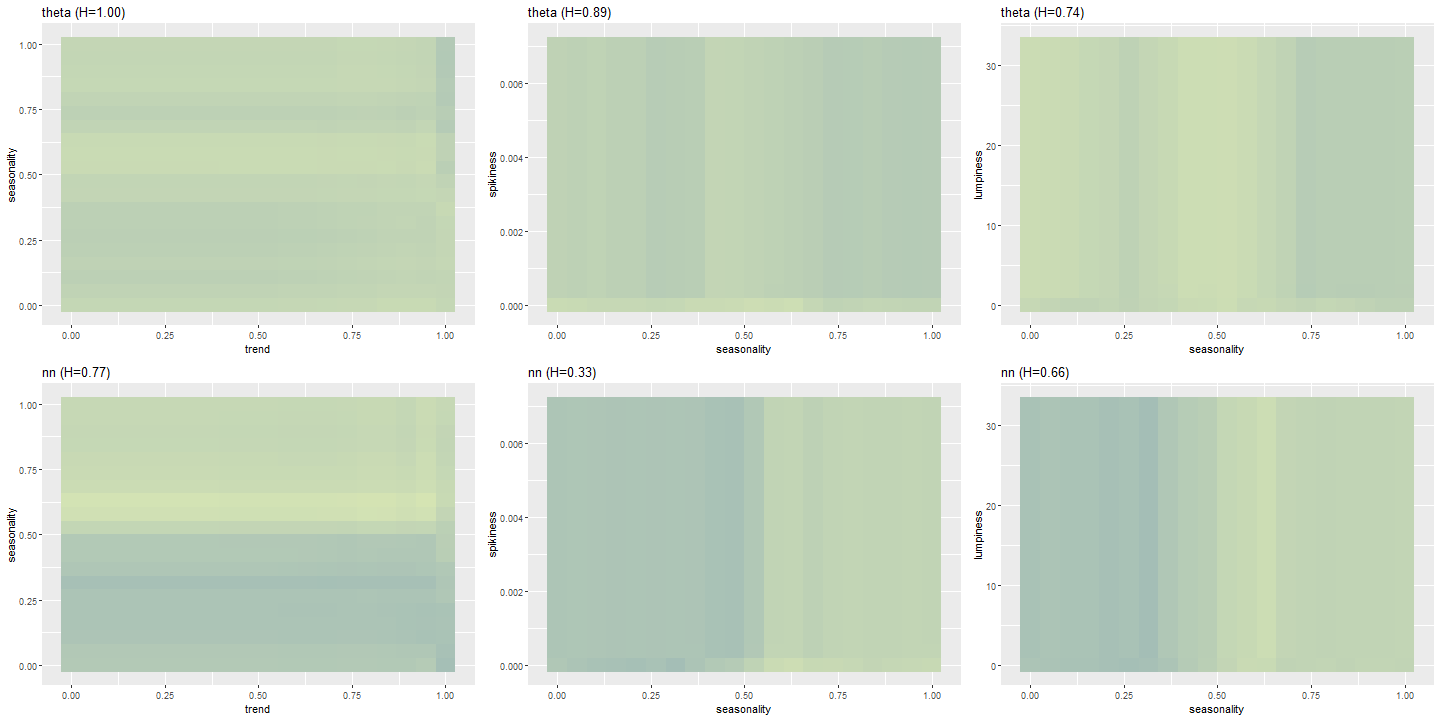 theta (H=1.00)
1.00
0.75
0.50
0.25
0.00
seasonality
0.00 0.25 0.50 0.75 1.00
trend
theta (H=0.89)
0.006
0.004
0.002
0.000
spikiness
0.00 0.25 0.50 0.75 1.00
seasonality
theta (H=0.74)
30
20
10
0
lumpiness
0.00 0.25 0.50 0.75 1.00
seasonality
nn (H=0.77)
1.00
0.75
0.50
0.25
0.00
seasonality
0.00 0.25 0.50 0.75 1.00
trend
nn (H=0.33)
0.006
0.004
0.002
0.000
spikiness
0.00 0.25 0.50 0.75 1.00
seasonality
nn (H=0.66)
30
20
10
0
lumpiness
0.00 0.25 0.50 0.75 1.00
seasonality